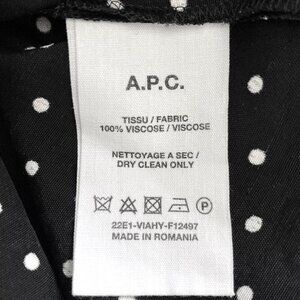 A.P.C.
TISSU / FABRIC
100% VISCOSE / VISCOSE
NETTOYAGE A SEC /
DRY CLEAN ONLY
P
22E1-VIAHY-F12497
MADE IN ROMANIA